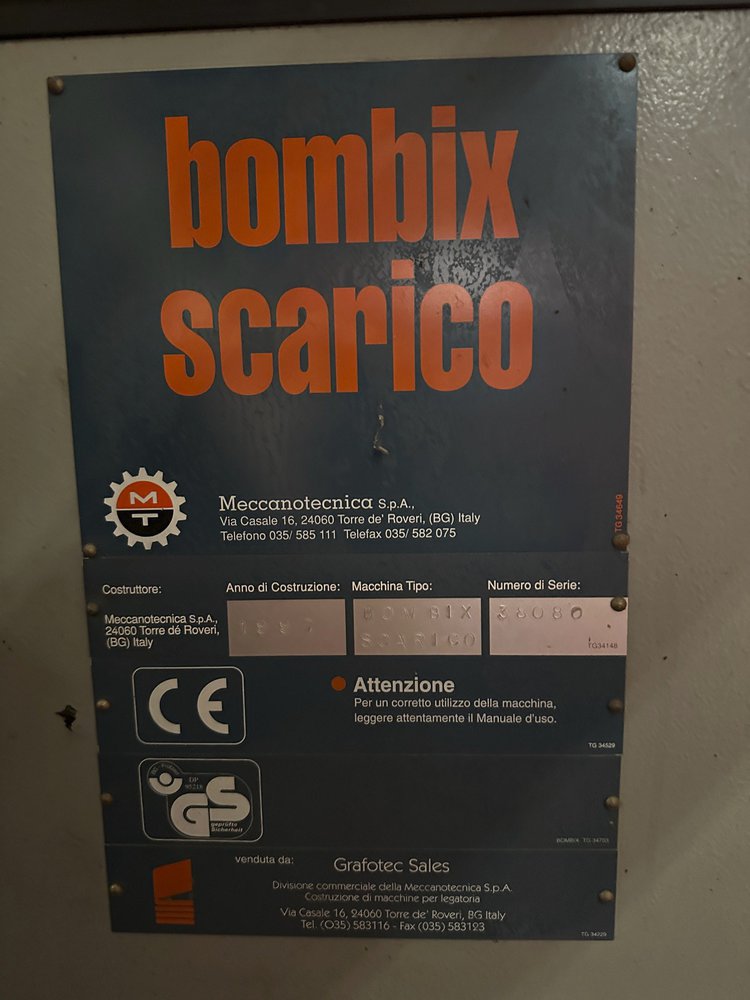 bombix
scarico
M
T
Meccanotecnica S.p.A.,
Via Casale 16, 24060 Torre de' Roveri, (BG) Italy
Telefono 035/ 585 111 Telefax 035/ 582 075
TG 34649
Costruttore:
Meccanotecnica S.p.A.,
24060 Torre dé Roveri,
(BG) Italy
Anno di Costruzione:
1997
Macchina Tipo:
BOMBIX
SCARICO
Numero di Serie:
38080
TG34148
CE
Attenzione
Per un corretto utilizzo della macchina,
leggere attentamente il Manuale d'uso.
TG 34529
DP
95218
GS
geprüfte
Sicherheit
BOMBIX TG 34703
venduta da:
Grafotec Sales
Divisione commerciale della Meccanotecnica S.p.A.
Costruzione di macchine per legatoria
Via Casale 16, 24060 Torre de' Roveri, BG Italy
Tel. (035) 583116 - Fax (035) 583123
TG 34229